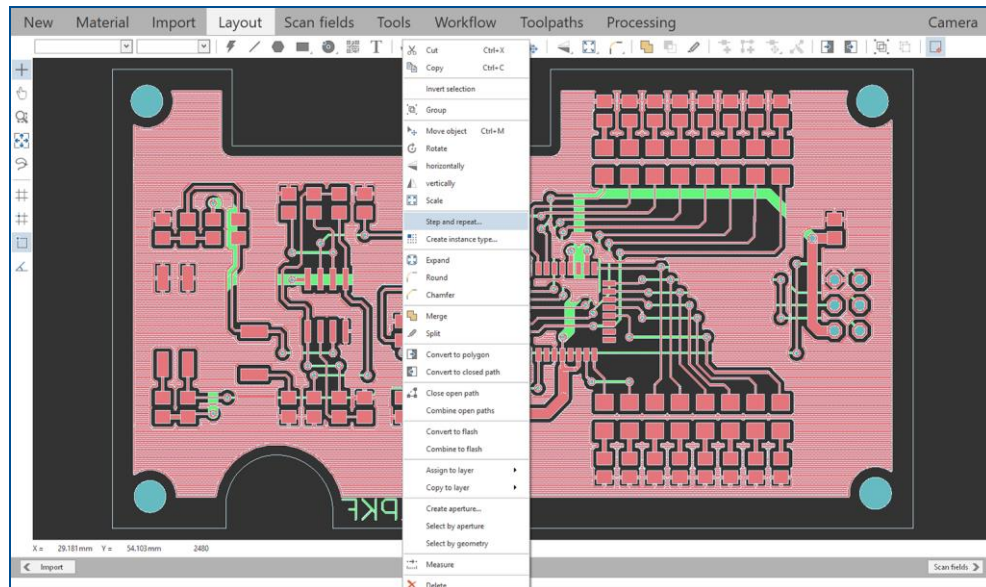 New Material Import Layout Scan fields Tools Workflow Toolpaths Processing Camera
T
Cut Ctrl+X
Copy Ctrl+C
Invert selection
Group
Move object Ctrl+M
Rotate
horizontally
vertically
Scale
Step and repeat...
Create instance type...
Expand
Round
Chamfer
Merge
Split
Convert to polygon
Convert to closed path
Close open path
Combine open paths
Convert to flash
Combine to flash
Assign to layer
Copy to layer
Create aperture...
Select by aperture
Select by geometry
Measure
Delete
X = 29.181mm Y = 54.103mm 2480
Import Scan fields